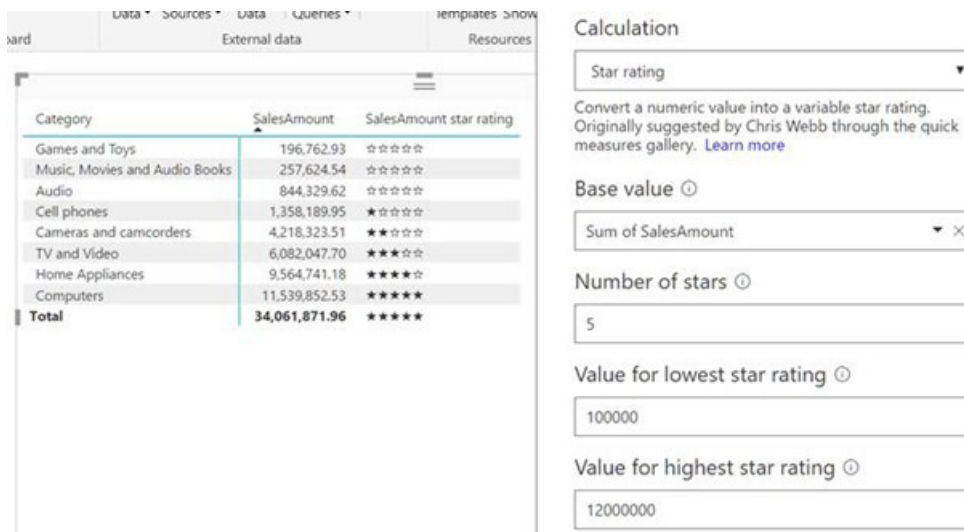 Data Sources Data Queries Templates Show
External data Resources
Category SalesAmount SalesAmount star rating
Games and Toys 196,762.93 ☆☆☆☆☆
Music, Movies and Audio Books 257,624.54 ☆☆☆☆☆
Audio 844,329.62 ☆☆☆☆☆
Cell phones 1,358,189.95 ★☆☆☆☆
Cameras and camcorders 4,218,323.51 ★★☆☆☆
TV and Video 6,082,047.70 ★★★☆☆
Home Appliances 9,564,741.18 ★★★★☆
Computers 11,539,852.53 ★★★★★
Total 34,061,871.96 ★★★★★
Calculation
Star rating
Convert a numeric value into a variable star rating.
Originally suggested by Chris Webb through the quick
measures gallery. Learn more
Base value
Sum of SalesAmount
Number of stars
5
Value for lowest star rating
100000
Value for highest star rating
12000000